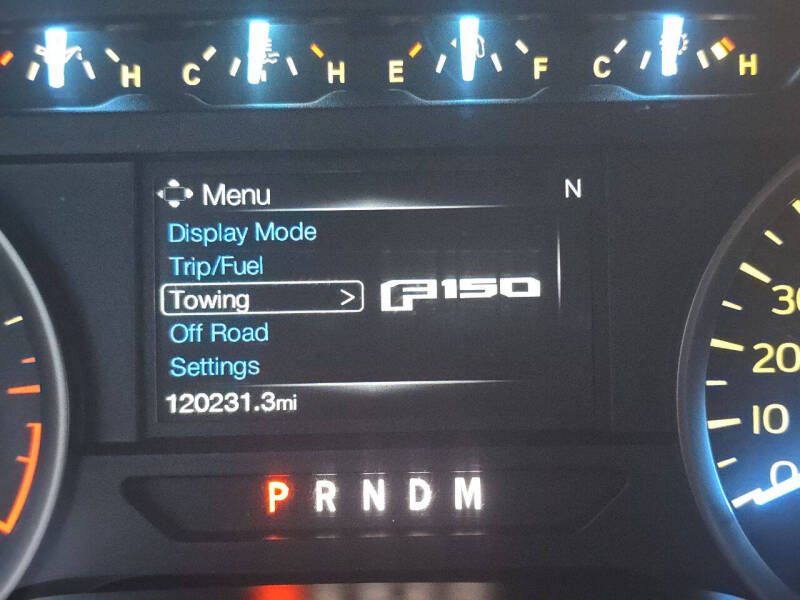 H C H E F C H
Menu N
Display Mode
Trip/Fuel
Towing >
F150
Off Road
Settings
120231.3mi
30
20
10
0
P R N D M